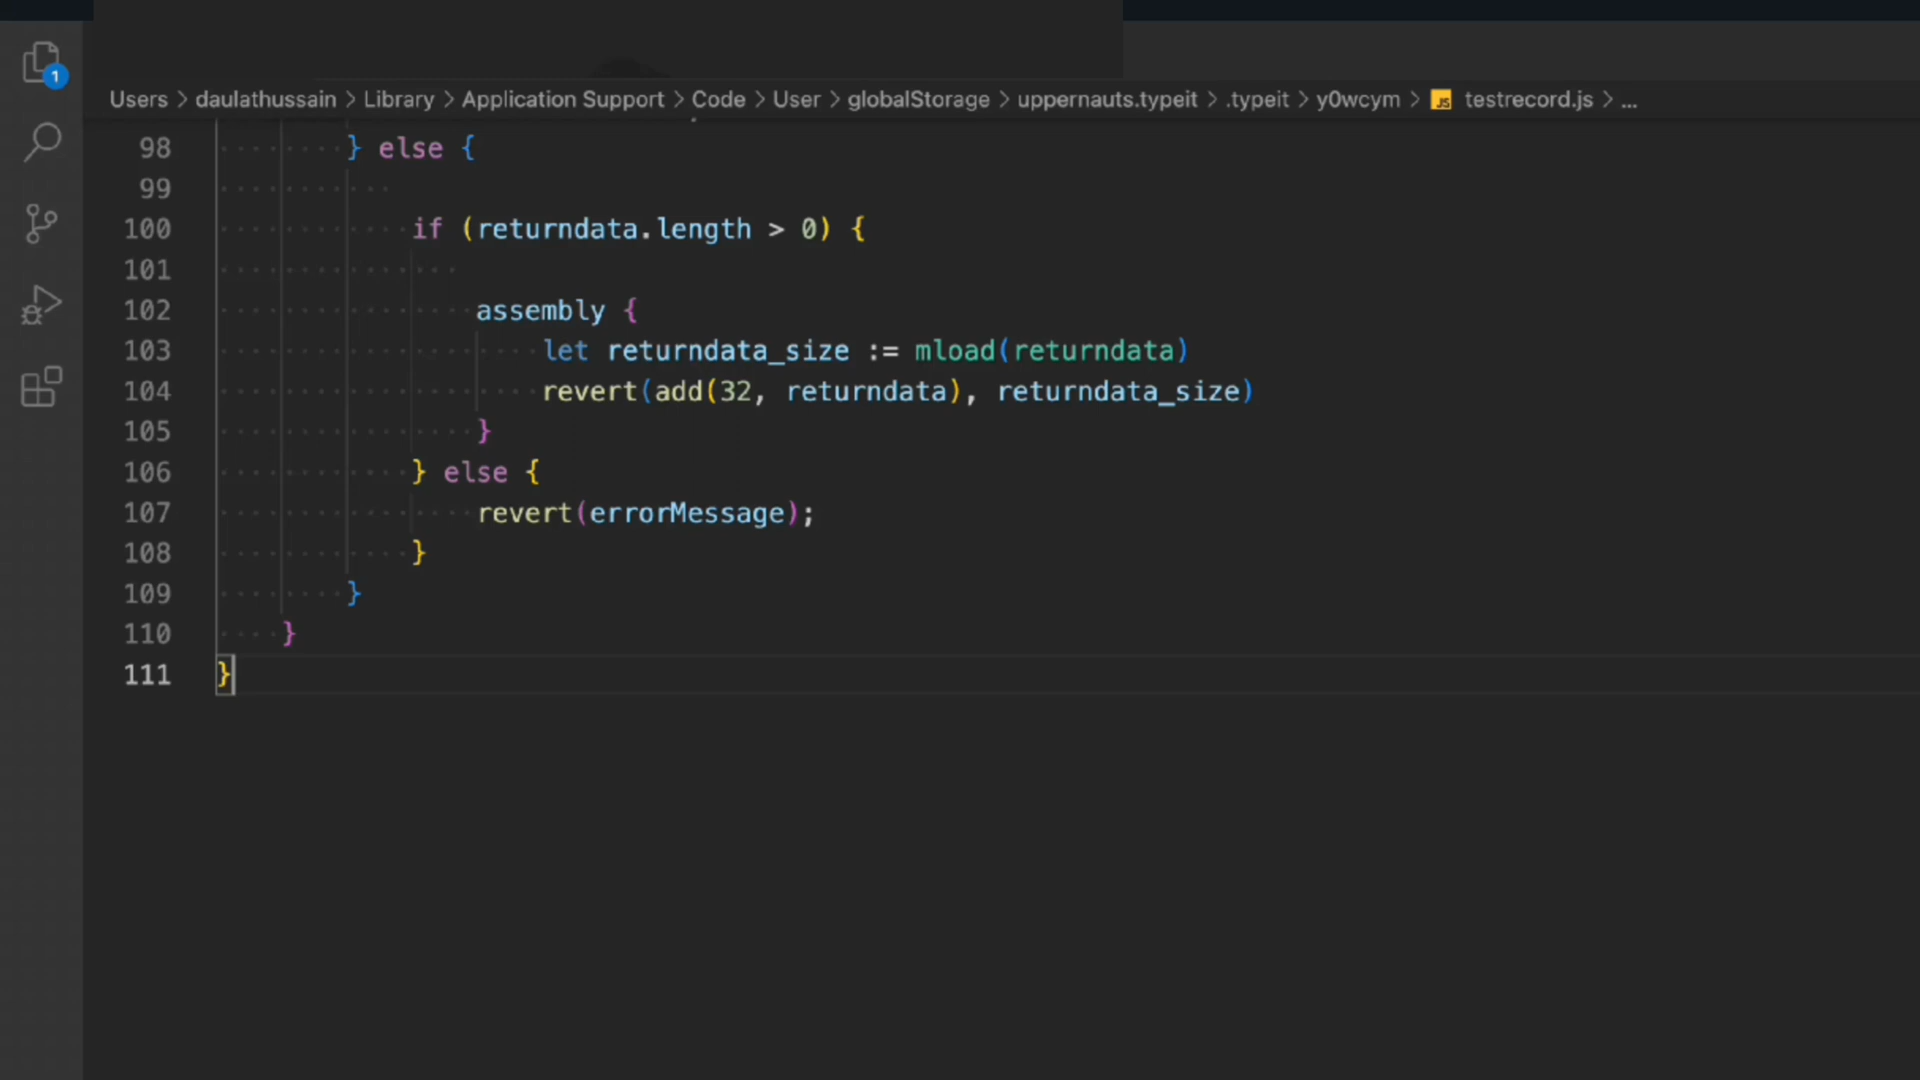 1
Users > daulathussain > Library > Application Support > Code > User > globalStorage > uppernauts.typeit > .typeit > y0wcym > JS testrecord.js > ...
98 } else {
99
100 if (returndata.length > 0) {
101
102 assembly {
103 let returndata_size := mload(returndata)
104 revert(add(32, returndata), returndata_size)
105 }
106 } else {
107 revert(errorMessage);
108 }
109 }
110 }
111 }